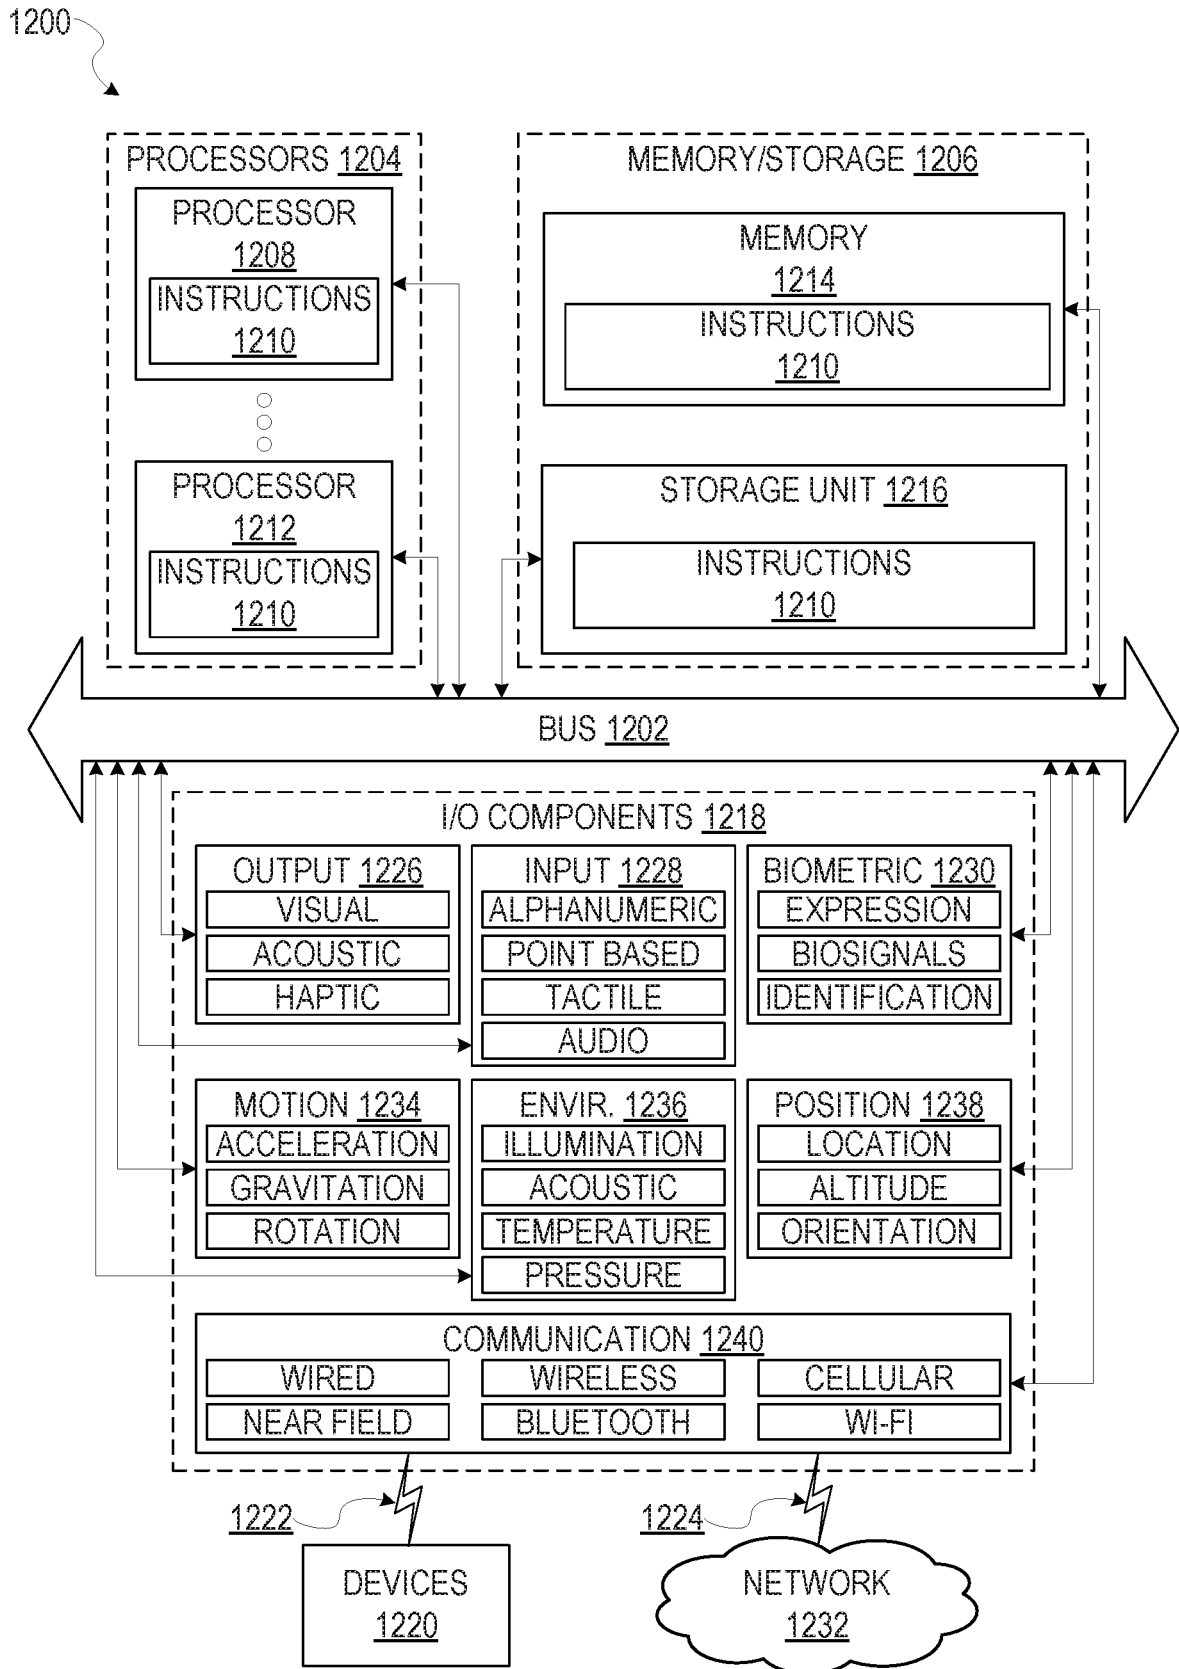 1200
PROCESSORS 1204
PROCESSOR
1208
INSTRUCTIONS
1210
PROCESSOR
1212
INSTRUCTIONS
1210
MEMORY/STORAGE 1206
MEMORY
1214
INSTRUCTIONS
1210
STORAGE UNIT 1216
INSTRUCTIONS
1210
BUS 1202
I/O COMPONENTS 1218
OUTPUT 1226
VISUAL
ACOUSTIC
HAPTIC
INPUT 1228
ALPHANUMERIC
POINT BASED
TACTILE
AUDIO
BIOMETRIC 1230
EXPRESSION
BIOSIGNALS
IDENTIFICATION
MOTION 1234
ACCELERATION
GRAVITATION
ROTATION
ENVIR. 1236
ILLUMINATION
ACOUSTIC
TEMPERATURE
PRESSURE
POSITION 1238
LOCATION
ALTITUDE
ORIENTATION
COMMUNICATION 1240
WIRED
WIRELESS
CELLULAR
NEAR FIELD
BLUETOOTH
WI-FI
1222
1224
DEVICES
1220
NETWORK
1232